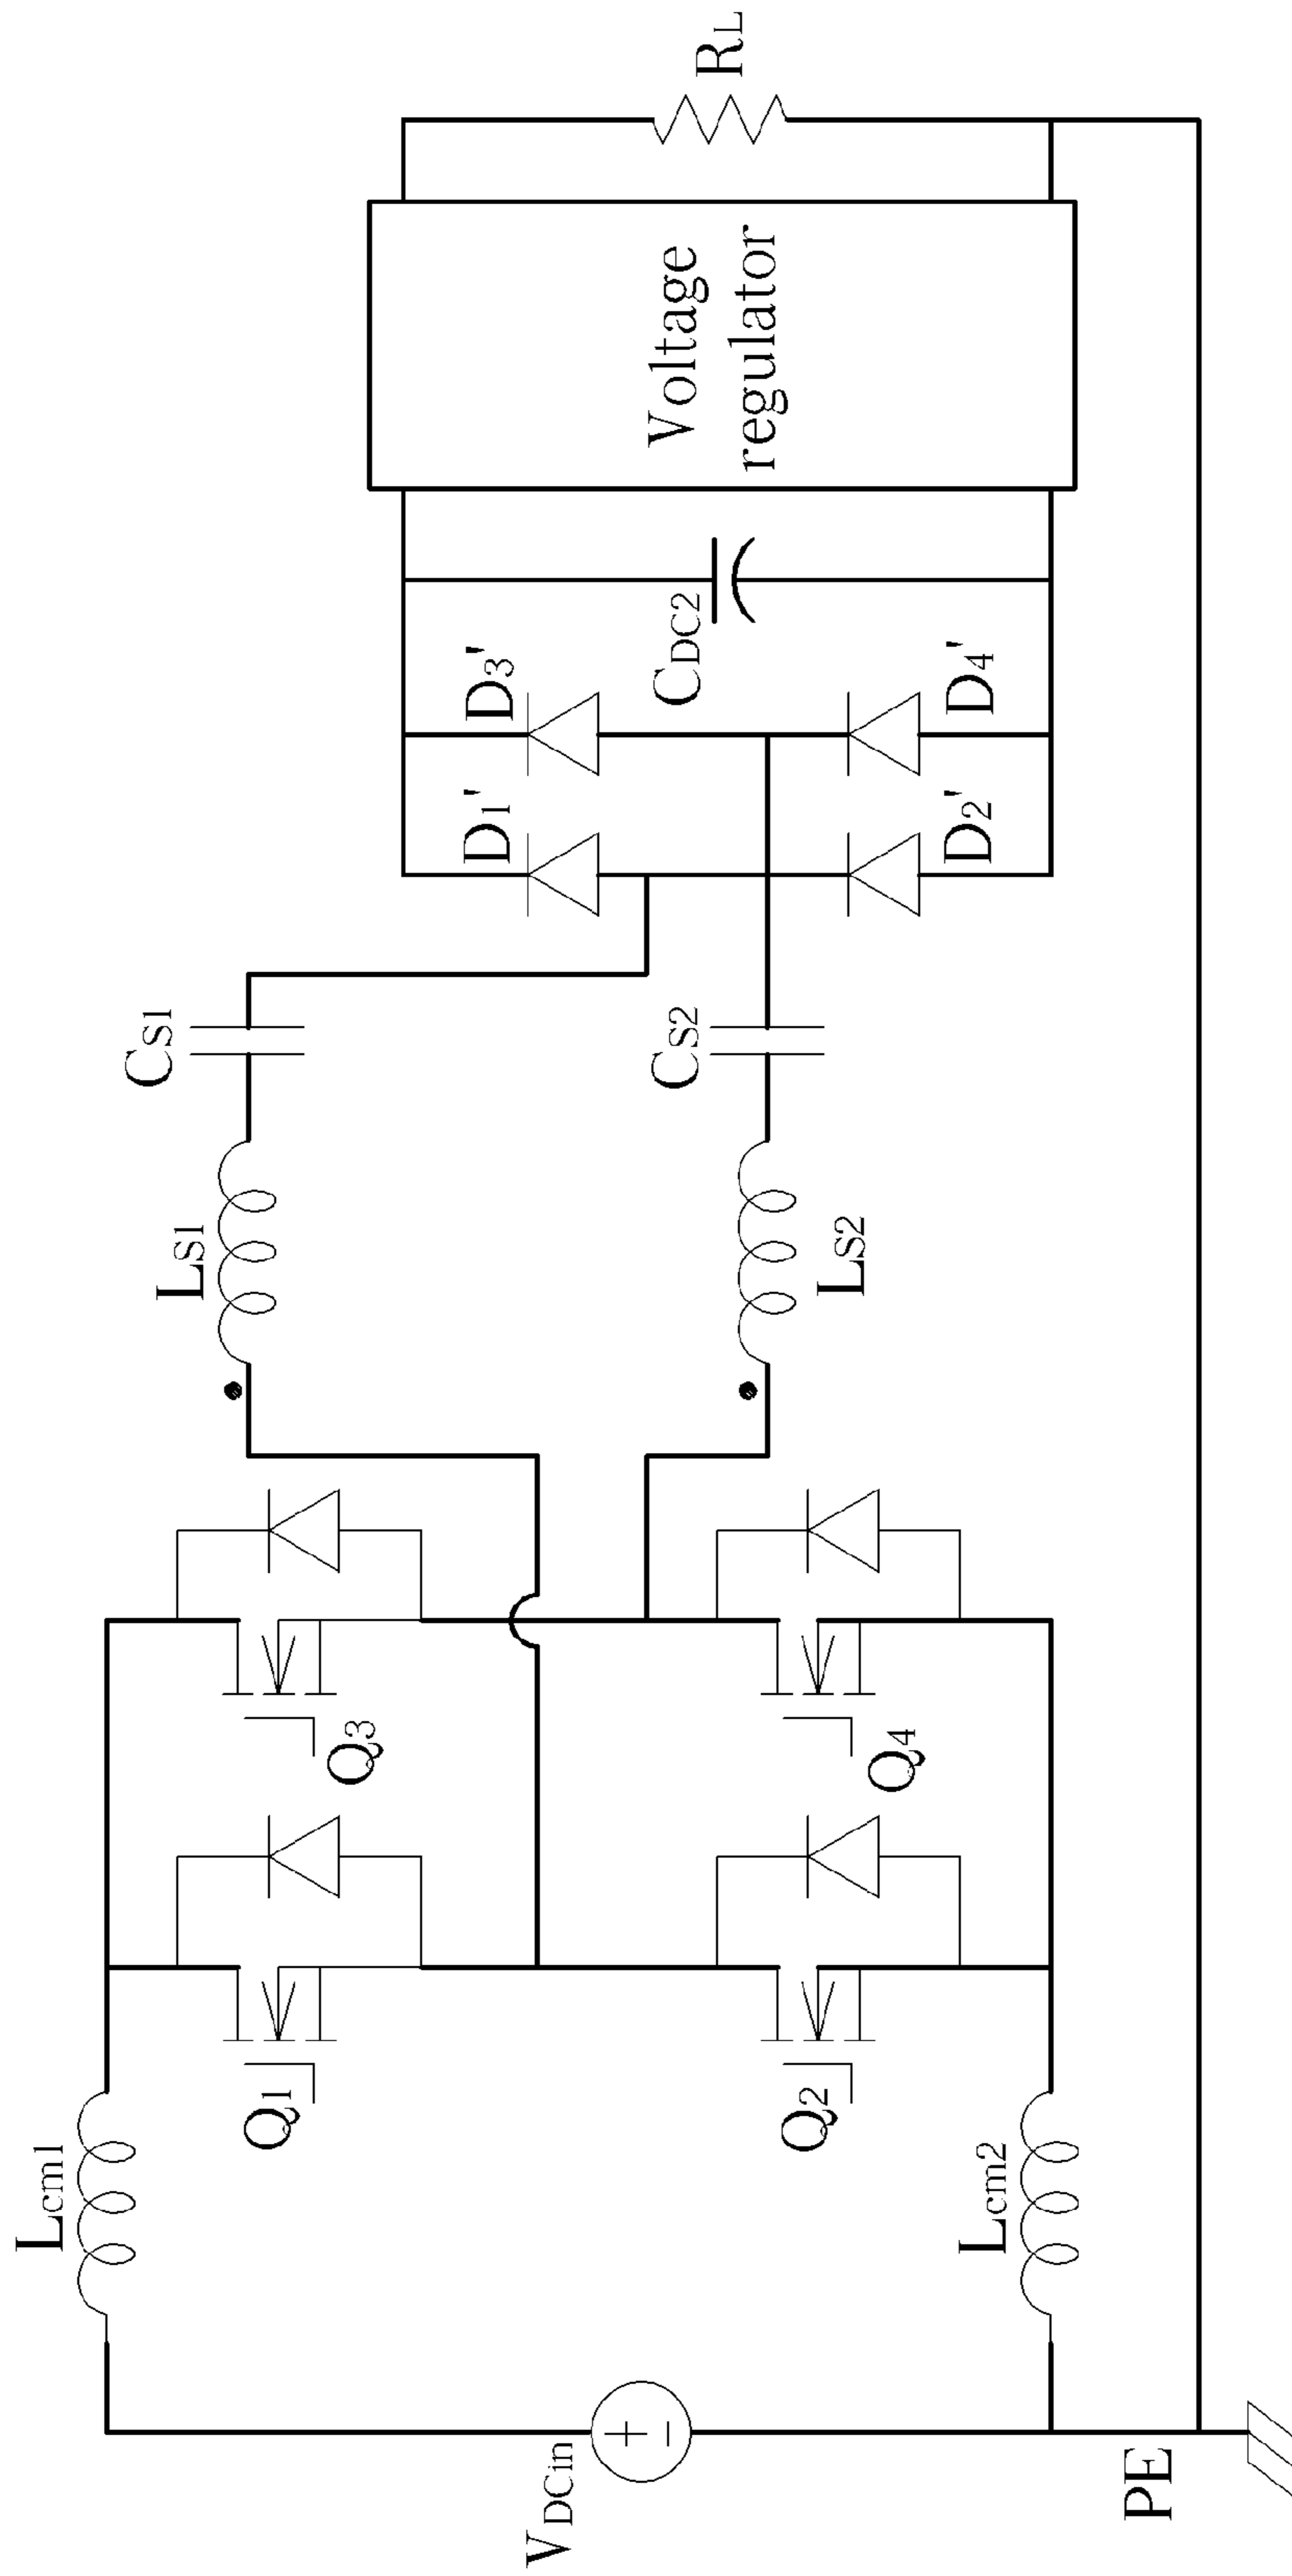 VDCin
PE
Lcm1
Lcm2
Q1
Q2
Q3
Q4
LS1
LS2
CS1
CS2
D1'
D2'
D3'
D4'
CDC2
Voltage
regulator
RL